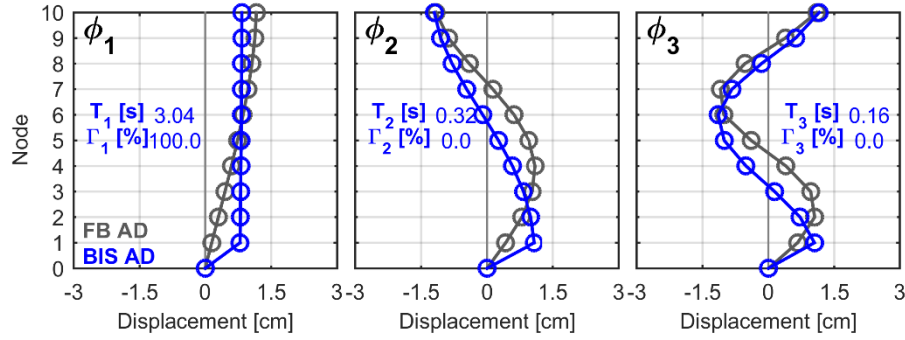 10
9
8
7
6
5
4
3
2
1
0
Node
ϕ1
T1 [s] 3.04
Γ1 [%] 100.0
FB AD
BIS AD
-3 -1.5 0 1.5
Displacement [cm]
ϕ2
T2 [s] 0.32
Γ2 [%] 0.0
-3 -1.5 0 1.5
Displacement [cm]
ϕ3
T3 [s] 0.16
Γ3 [%] 0.0
-3 -1.5 0 1.5 3
Displacement [cm]